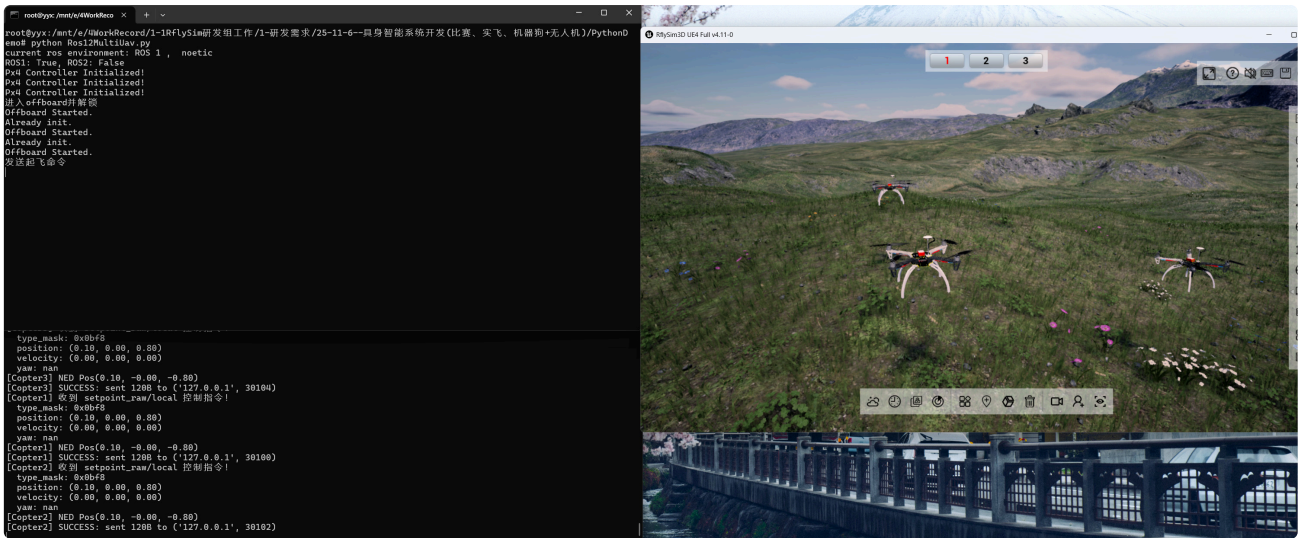 root@yyx: /mnt/e/4WorkReco
root@yyx:/mnt/e/4WorkRecord/1-1RflySim研发组工作/1-研发需求/25-11-6--具身智能系统开发(比赛、实飞、机器狗+无人机)/PythonD
emo# python Ros12MultiUav.py
current ros environment: ROS 1 ,  noetic
ROS1: True, ROS2: False
Px4 Controller Initialized!
Px4 Controller Initialized!
Px4 Controller Initialized!
进入offboard并解锁
Offboard Started.
Already init.
Offboard Started.
Already init.
Offboard Started.
发送起飞命令
type_mask: 0x0bf8
position: (0.10, 0.00, 0.80)
velocity: (0.00, 0.00, 0.00)
yaw: nan
[Copter3] NED Pos(0.10, -0.00, -0.80)
[Copter3] SUCCESS: sent 120B to ('127.0.0.1', 30104)
[Copter1] 收到 setpoint_raw/local 控制指令!
type_mask: 0x0bf8
position: (0.10, 0.00, 0.80)
velocity: (0.00, 0.00, 0.00)
yaw: nan
[Copter1] NED Pos(0.10, -0.00, -0.80)
[Copter1] SUCCESS: sent 120B to ('127.0.0.1', 30100)
[Copter2] 收到 setpoint_raw/local 控制指令!
type_mask: 0x0bf8
position: (0.10, 0.00, 0.80)
velocity: (0.00, 0.00, 0.00)
yaw: nan
[Copter2] NED Pos(0.10, -0.00, -0.80)
[Copter2] SUCCESS: sent 120B to ('127.0.0.1', 30102)
RflySim3D UE4 Full v4.11-0
1 2 3